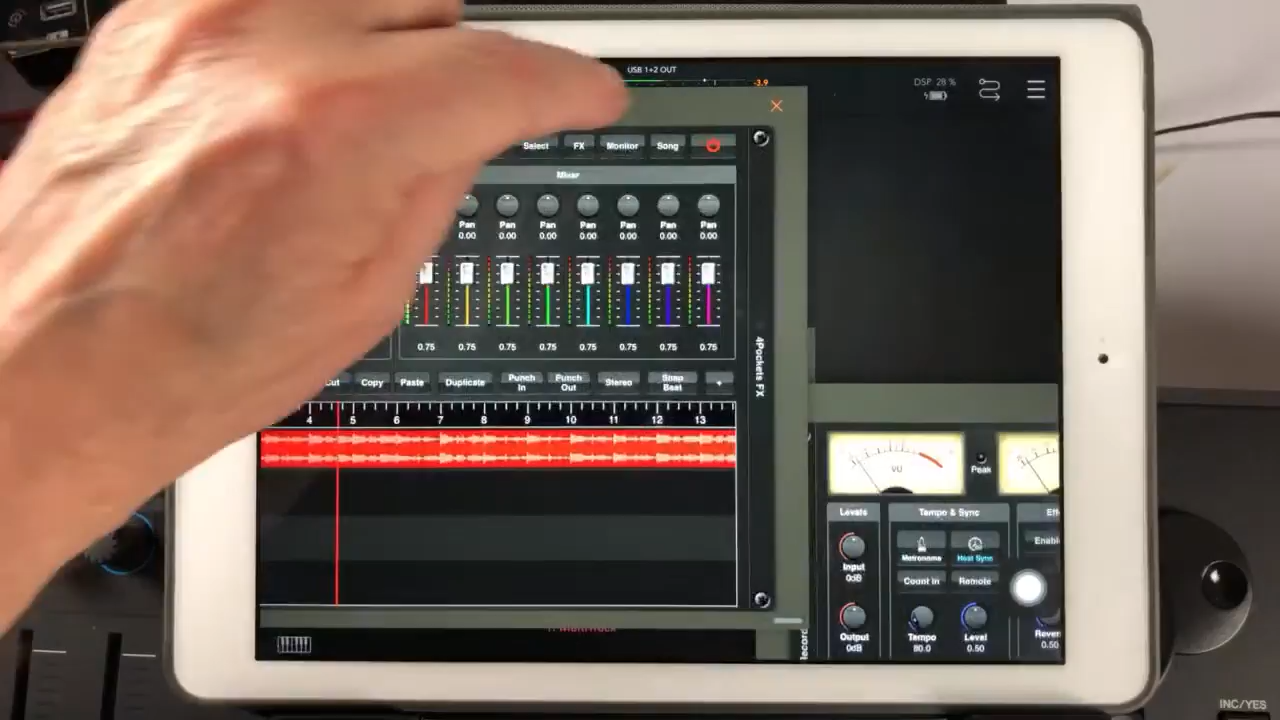 USB 1+2 OUT
-3.9
DSP 28 %
Select FX Monitor Song
Mixer
Pan Pan Pan Pan Pan Pan Pan
0.00 0.00 0.00 0.00 0.00 0.00 0.00
0.75 0.75 0.75 0.75 0.75 0.75 0.75 0.75
4Pockets FX
Copy Paste Duplicate Punch In Punch Out Stereo Snap Beat +
4 5 6 7 8 9 10 11 12 13
VU
Peak
Levels Tempo & Sync
Metronome Host Sync
Input
0dB
Count In Remote
Output
0dB
Tempo
80.0
Level
0.50
0.50
INC/YES